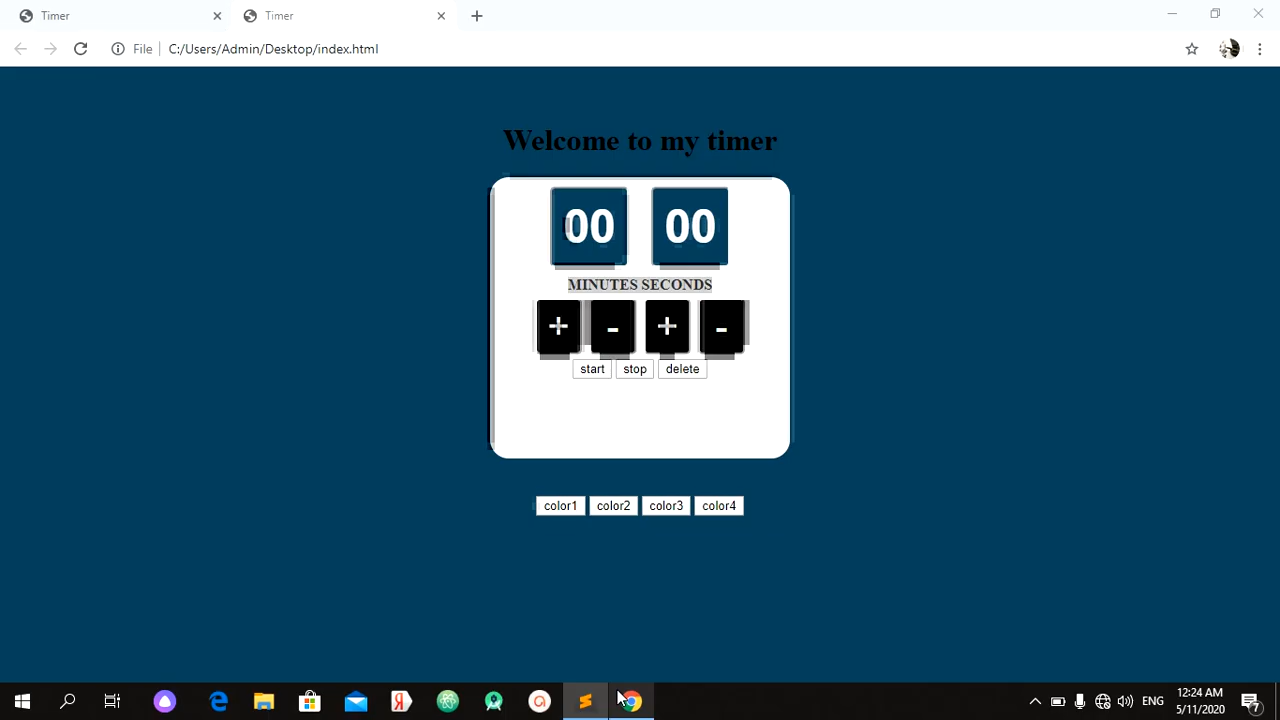 Timer
Timer
File
C:/Users/Admin/Desktop/index.html
Welcome to my timer
00 00
MINUTES SECONDS
+ - + -
start stop delete
color1 color2 color3 color4
ENG
12:24 AM
5/11/2020
7